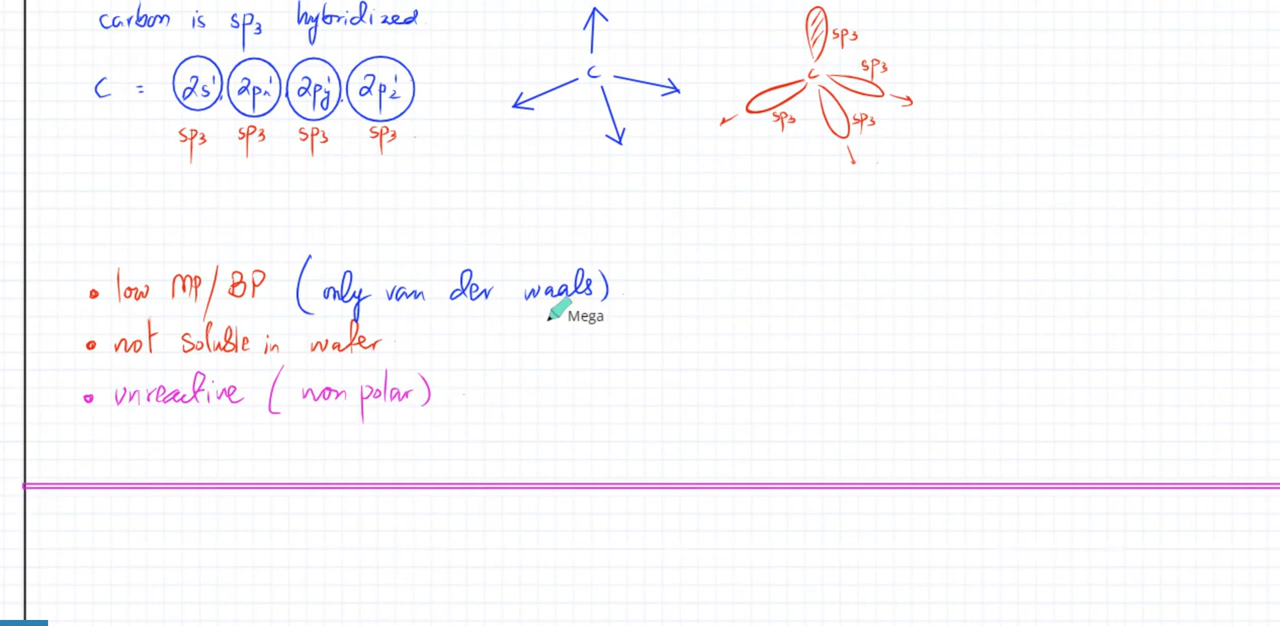 carbon is sp3 hybridized
C = 2s¹ 2px¹ 2py¹ 2pz¹
sp3 sp3 sp3 sp3
C
sp3
sp3
C
sp3
sp3
• low MP/BP (only van der waals)
Mega
• not soluble in water
• unreactive (non polar)